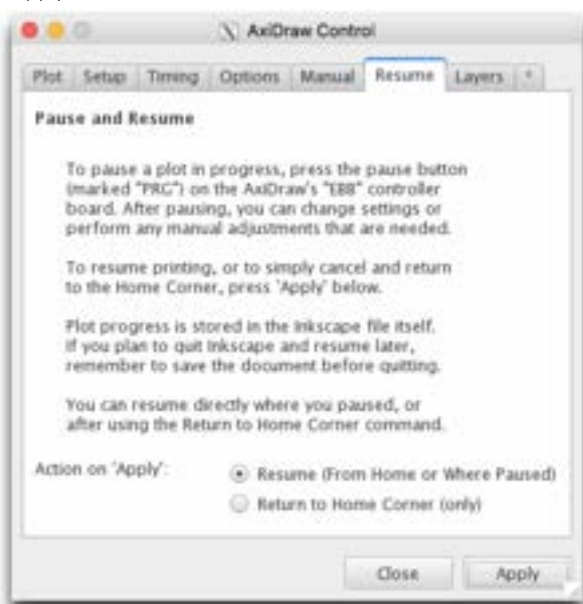 AxiDraw Control
Plot Setup Timing Options Manual Resume Layers
Pause and Resume
To pause a plot in progress, press the pause button
(marked "PRG") on the AxiDraw's "EBB" controller
board. After pausing, you can change settings or
perform any manual adjustments that are needed.
To resume printing, or to simply cancel and return
to the Home Corner, press 'Apply' below.
Plot progress is stored in the Inkscape file itself.
If you plan to quit Inkscape and resume later,
remember to save the document before quitting.
You can resume directly where you paused, or
after using the Return to Home Corner command.
Action on 'Apply':
Resume (From Home or Where Paused)
Return to Home Corner (only)
Close Apply